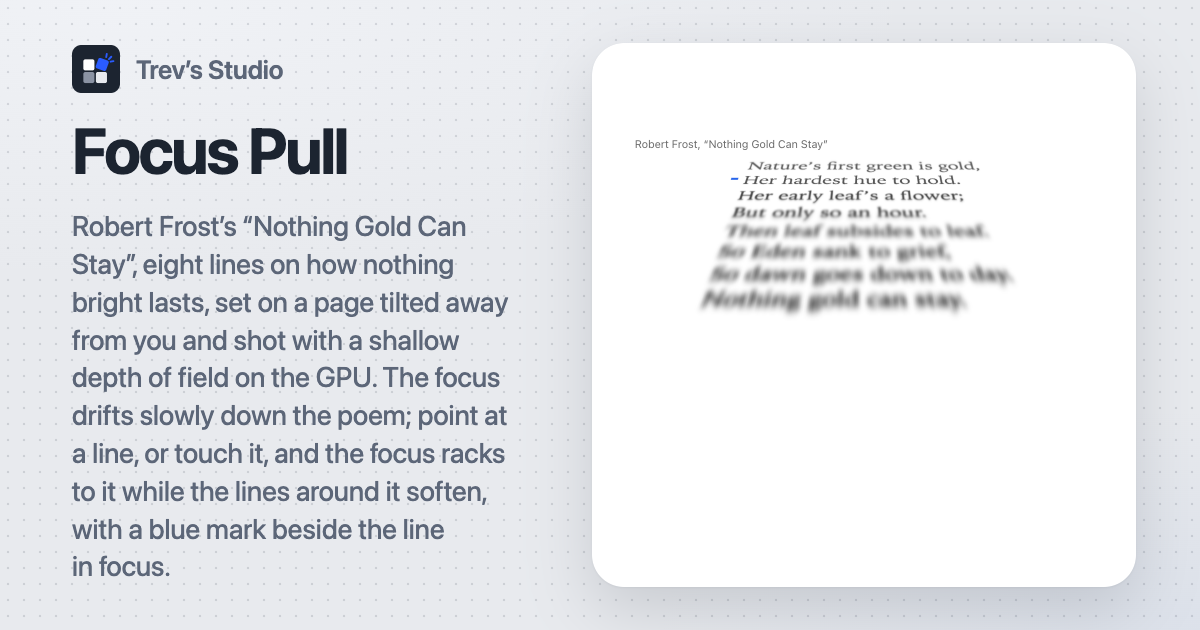 Trev’s Studio
Focus Pull
Robert Frost’s “Nothing Gold Can
Stay”, eight lines on how nothing
bright lasts, set on a page tilted away
from you and shot with a shallow
depth of field on the GPU. The focus
drifts slowly down the poem; point at
a line, or touch it, and the focus racks
to it while the lines around it soften,
with a blue mark beside the line
in focus.
Robert Frost, “Nothing Gold Can Stay”
Nature’s first green is gold,
Her hardest hue to hold.
Her early leaf’s a flower;
But only so an hour.
Then leaf subsides to leaf.
So Eden sank to grief,
So dawn goes down to day.
Nothing gold can stay.